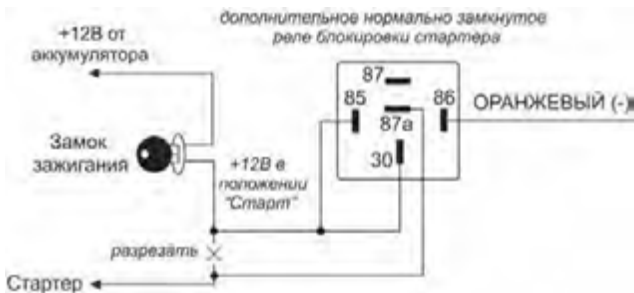 дополнительное нормально замкнутое
реле блокировки стартера
+12В от
аккумулятора
87
85
86
87а
30
ОРАНЖЕВЫЙ (-)
Замок
зажигания
+12В в
положении
"Старт"
разрезать
Стартер